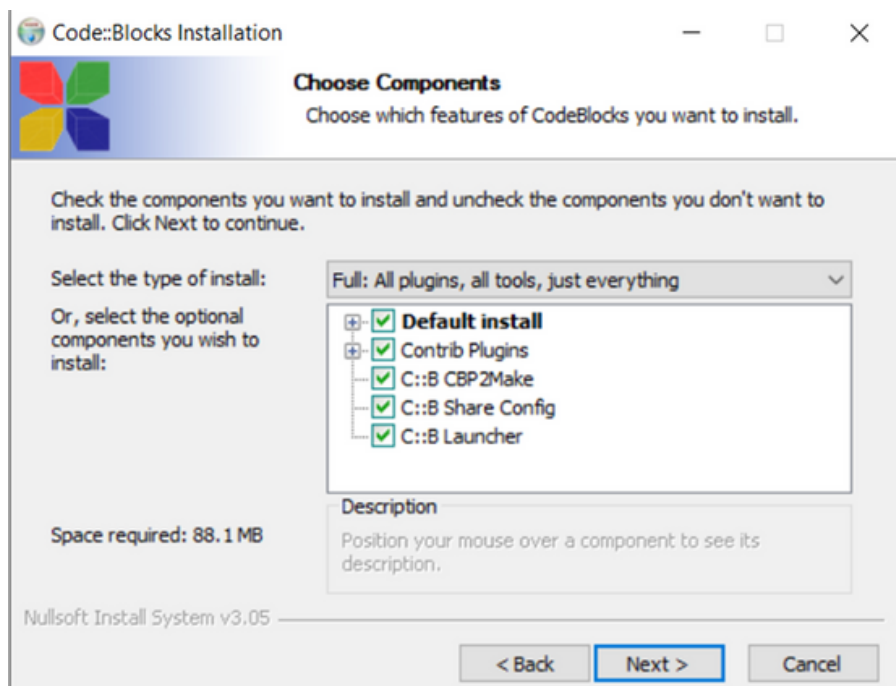 Code::Blocks Installation
Choose Components
Choose which features of CodeBlocks you want to install.
Check the components you want to install and uncheck the components you don't want to
install. Click Next to continue.
Select the type of install:
Full: All plugins, all tools, just everything
Or, select the optional
components you wish to
install:
Default install
Contrib Plugins
C::B CBP2Make
C::B Share Config
C::B Launcher
Space required: 88.1 MB
Description
Position your mouse over a component to see its
description.
Nullsoft Install System v3.05
< Back
Next >
Cancel